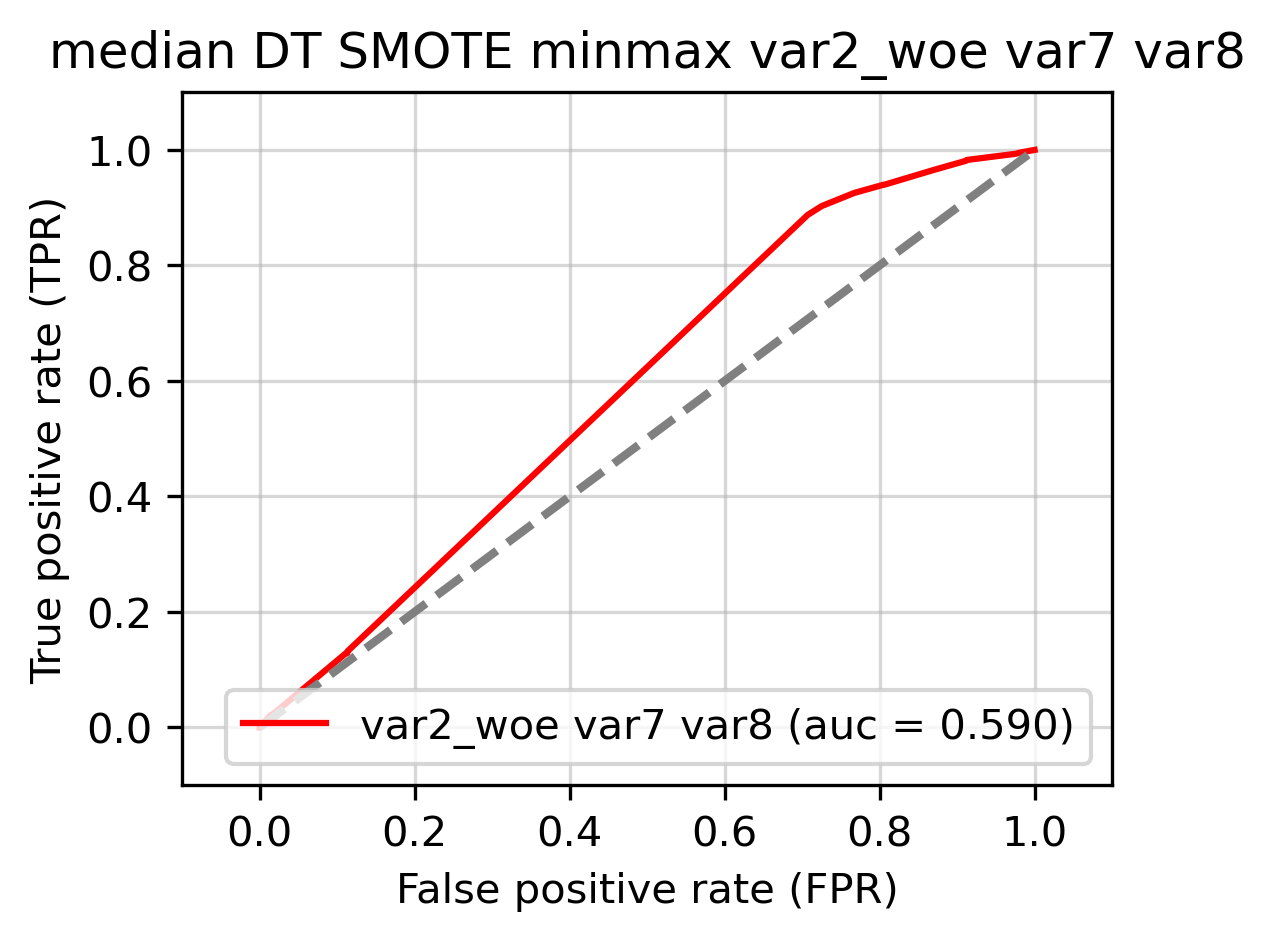 median DT SMOTE minmax var2_woe var7 var8
True positive rate (TPR)
1.0
0.8
0.6
0.4
0.2
0.0
var2_woe var7 var8 (auc = 0.590)
0.0 0.2 0.4 0.6 0.8 1.0
False positive rate (FPR)